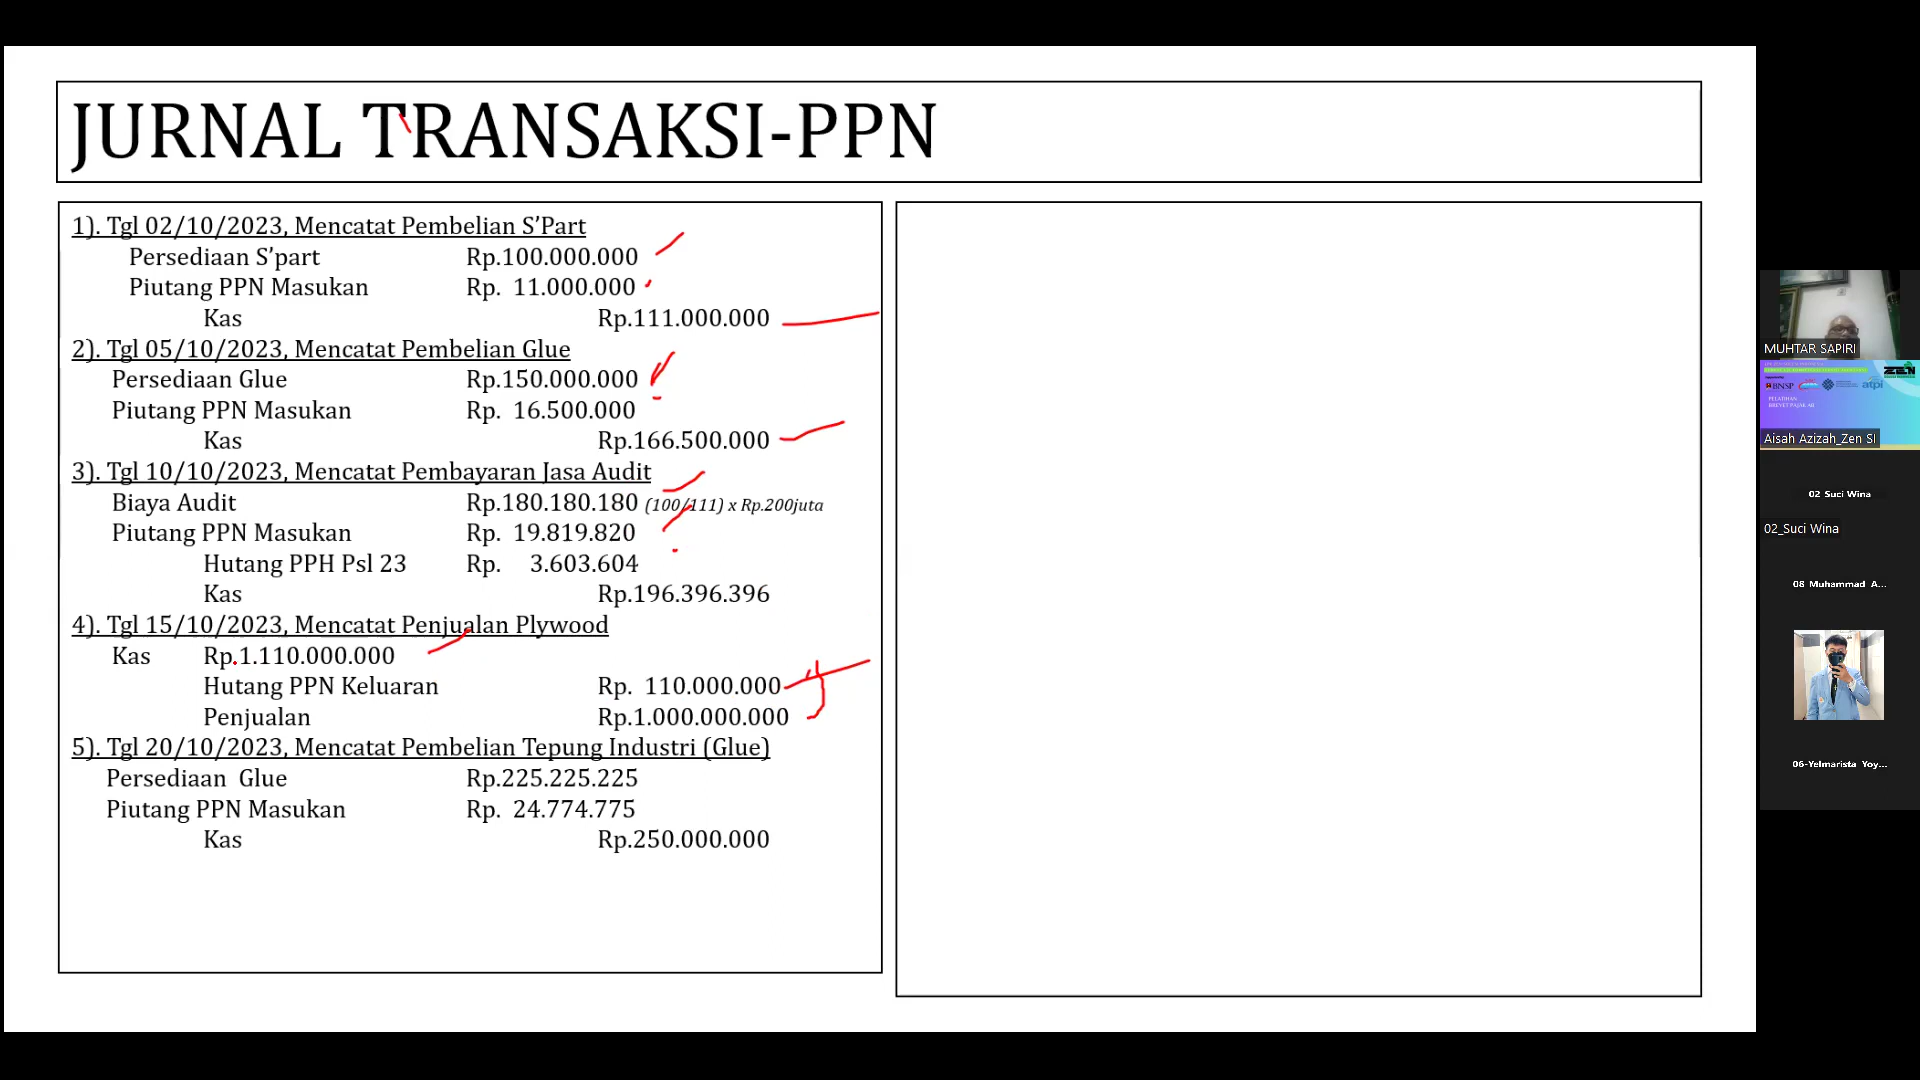 JURNAL TRANSAKSI-PPN
1). Tgl 02/10/2023, Mencatat Pembelian S’Part
Persediaan S’part Rp.100.000.000
Piutang PPN Masukan Rp. 11.000.000
Kas Rp.111.000.000
2). Tgl 05/10/2023, Mencatat Pembelian Glue
Persediaan Glue Rp.150.000.000
Piutang PPN Masukan Rp. 16.500.000
Kas Rp.166.500.000
3). Tgl 10/10/2023, Mencatat Pembayaran Jasa Audit
Biaya Audit Rp.180.180.180 (100/111) x Rp.200juta
Piutang PPN Masukan Rp. 19.819.820
Hutang PPH Psl 23 Rp. 3.603.604
Kas Rp.196.396.396
4). Tgl 15/10/2023, Mencatat Penjualan Plywood
Kas Rp.1.110.000.000
Hutang PPN Keluaran Rp. 110.000.000
Penjualan Rp.1.000.000.000
5). Tgl 20/10/2023, Mencatat Pembelian Tepung Industri (Glue)
Persediaan Glue Rp.225.225.225
Piutang PPN Masukan Rp. 24.774.775
Kas Rp.250.000.000
MUHTAR SAPIRI
ZEN
BNSP
atpi
PELATIHAN
BREVET PAJAK AB
Aisah Azizah_Zen SI
02 Suci Wina
02_Suci Wina
08 Muhammad A...
06-Yelmarista Yoy...